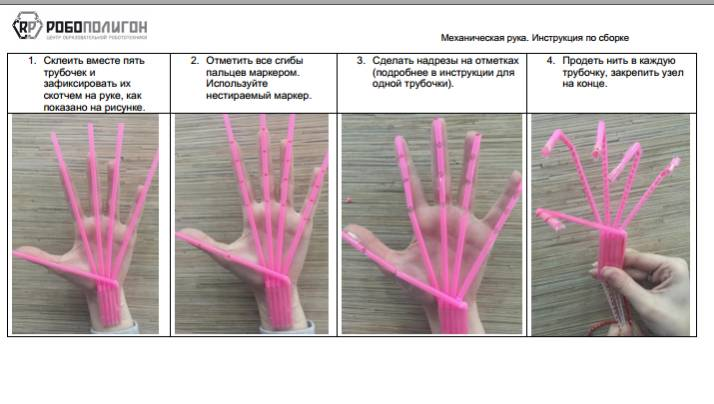 РОБОПОЛИГОН
ЦЕНТР ОБРАЗОВАТЕЛЬНОЙ РОБОТОТЕХНИКИ
Механическая рука. Инструкция по сборке
1. Склеить вместе пять
трубочек и
зафиксировать их
скотчем на руке, как
показано на рисунке.
2. Отметить все сгибы
пальцев маркером.
Используйте
нестираемый маркер.
3. Сделать надрезы на отметках
(подробнее в инструкции для
одной трубочки).
4. Продеть нить в каждую
трубочку, закрепить узел
на конце.